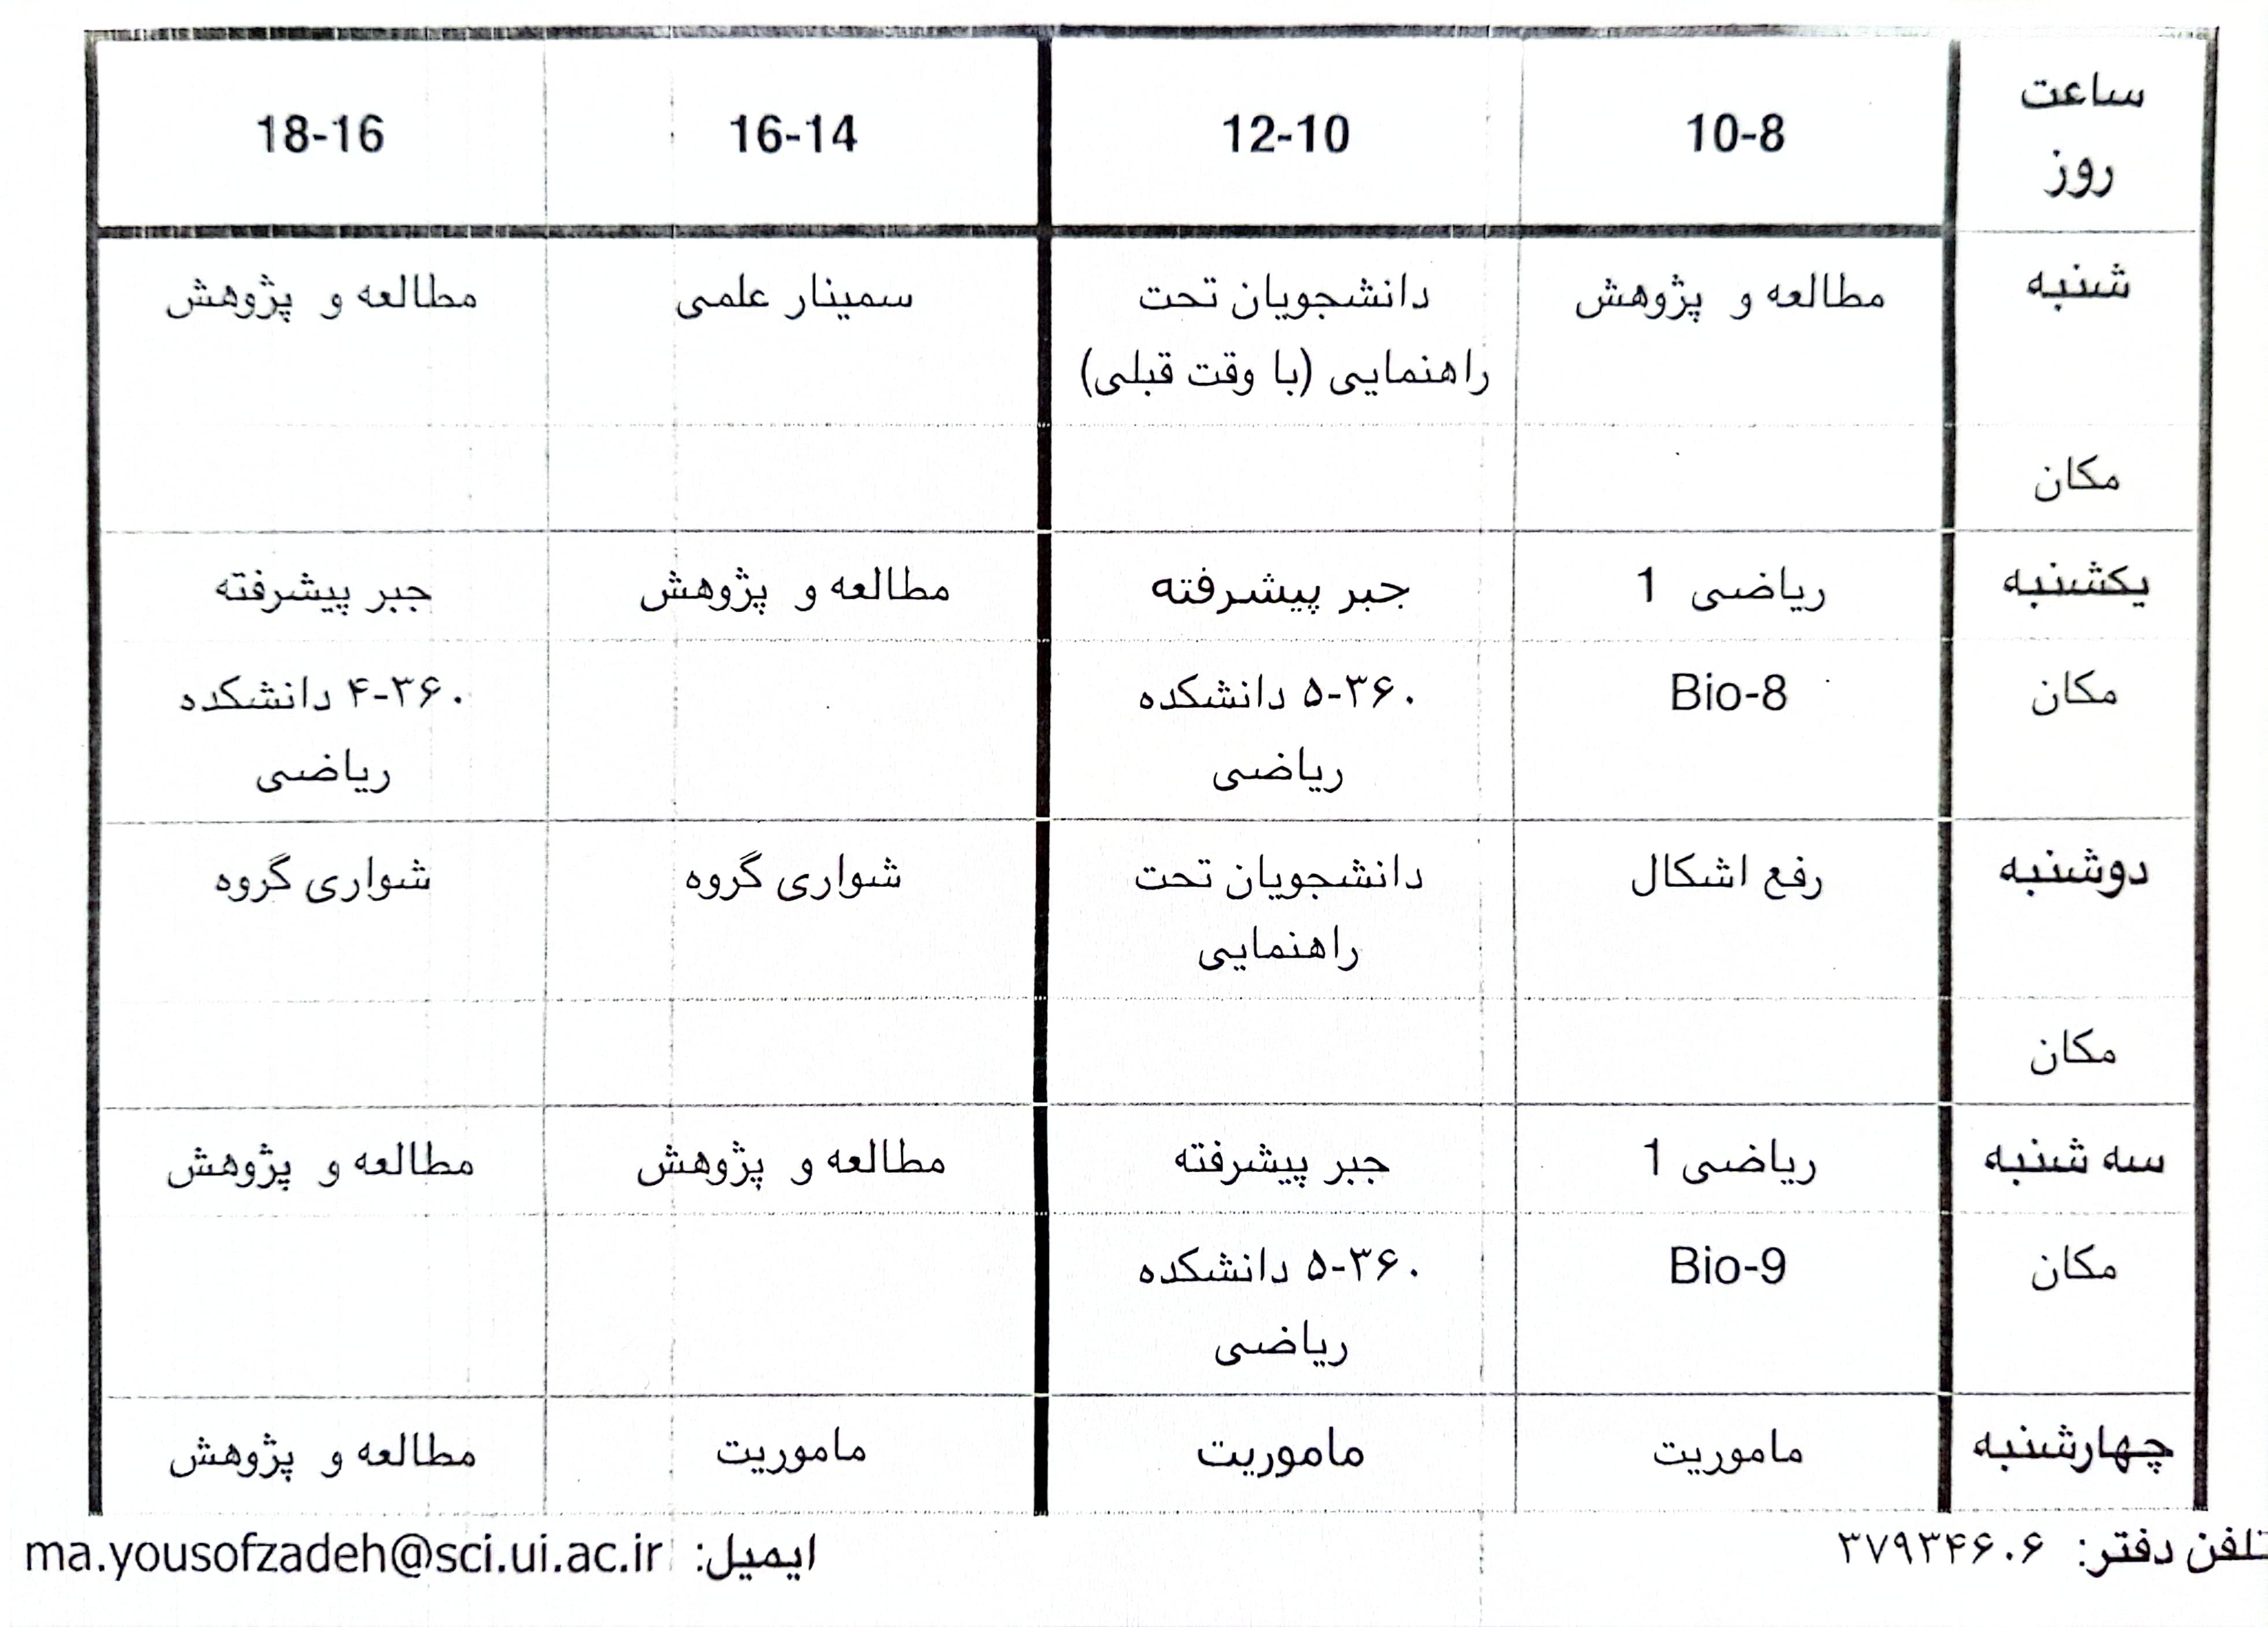 ساعت
روز
10-8
12-10
16-14
18-16
شنبه
مطالعه و پژوهش
دانشجویان تحت
راهنمایی (با وقت قبلی)
سمینار علمی
مطالعه و پژوهش
مکان
یکشنبه
ریاضی 1
جبر پیشرفته
مطالعه و پژوهش
جبر پیشرفته
مکان
Bio-8
۵-۳۶۰ دانشکده
ریاضی
۴-۳۶۰ دانشکده
ریاضی
دوشنبه
رفع اشکال
دانشجویان تحت
راهنمایی
شواری گروه
شواری گروه
مکان
سه شنبه
ریاضی 1
جبر پیشرفته
مطالعه و پژوهش
مطالعه و پژوهش
مکان
Bio-9
۵-۳۶۰ دانشکده
ریاضی
چهارشنبه
ماموریت
ماموریت
ماموریت
مطالعه و پژوهش
تلفن دفتر: ۳۷۹۳۴۶۰۶
ایمیل: ma.yousofzadeh@sci.ui.ac.ir